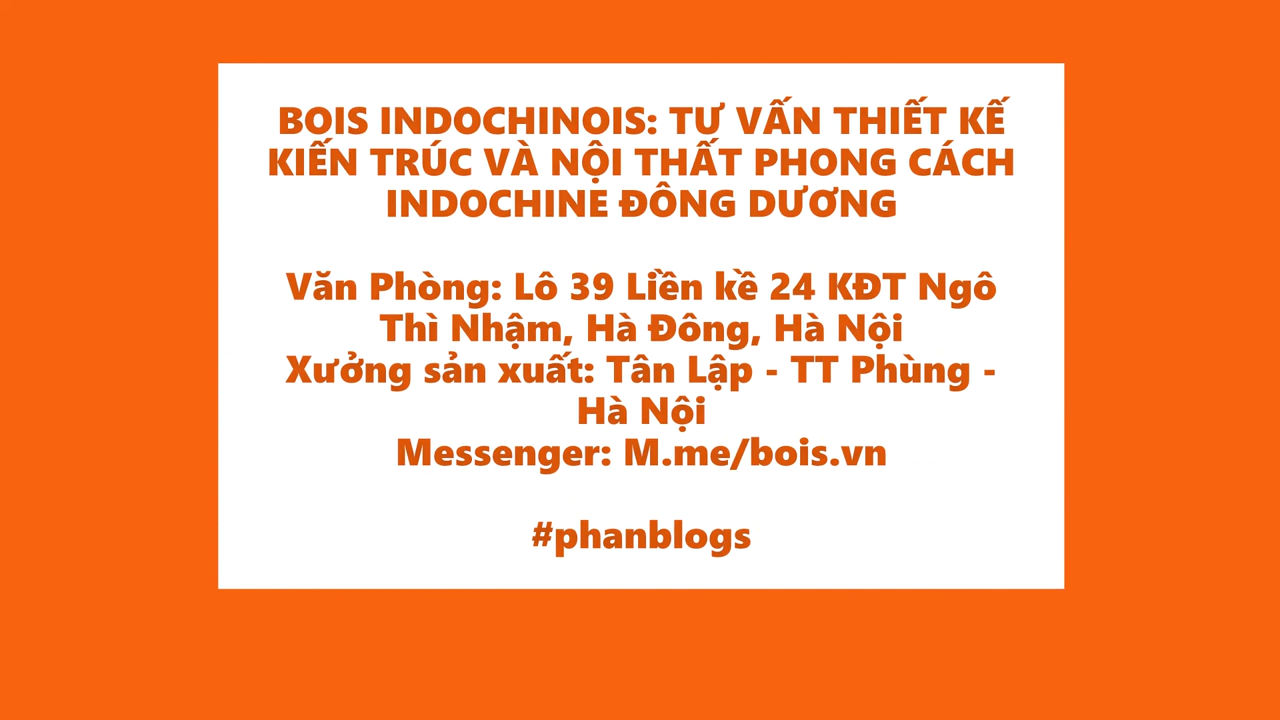 BOIS INDOCHINOIS: TƯ VẤN THIẾT KẾ
KIẾN TRÚC VÀ NỘI THẤT PHONG CÁCH
INDOCHINE ĐÔNG DƯƠNG
Văn Phòng: Lô 39 Liền kề 24 KĐT Ngô
Thì Nhậm, Hà Đông, Hà Nội
Xưởng sản xuất: Tân Lập - TT Phùng -
Hà Nội
Messenger: M.me/bois.vn
#phanblogs